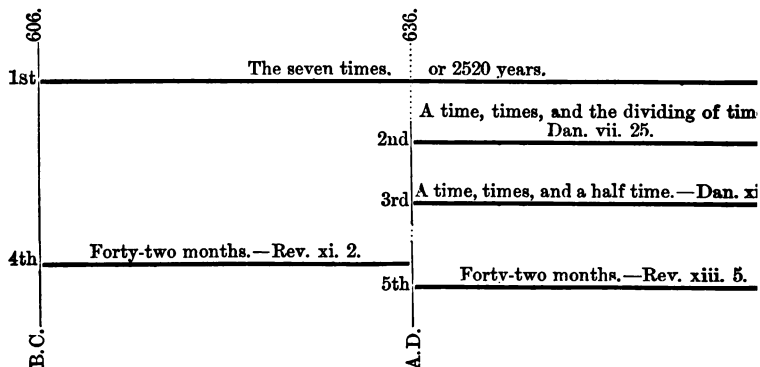 606.
636.
1st
The seven times, or 2520 years.
A time, times, and the dividing of tim
Dan. vii. 25.
2nd
3rd
A time, times, and a half time.—Dan. xi
4th
Forty-two months.—Rev. xi. 2.
5th
Forty-two months.—Rev. xiii. 5.
B.C.
A.D.